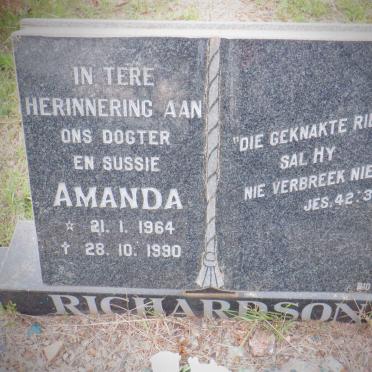 IN TERE
HERINNERING AAN
ONS DOGTER
EN SUSSIE
AMANDA
☆ 21. 1. 1964
✝ 28. 10. 1990
"DIE GEKNAKTE
SAL HY
NIE VERBREEK NIE
JES. 42:3
RICHARDSON